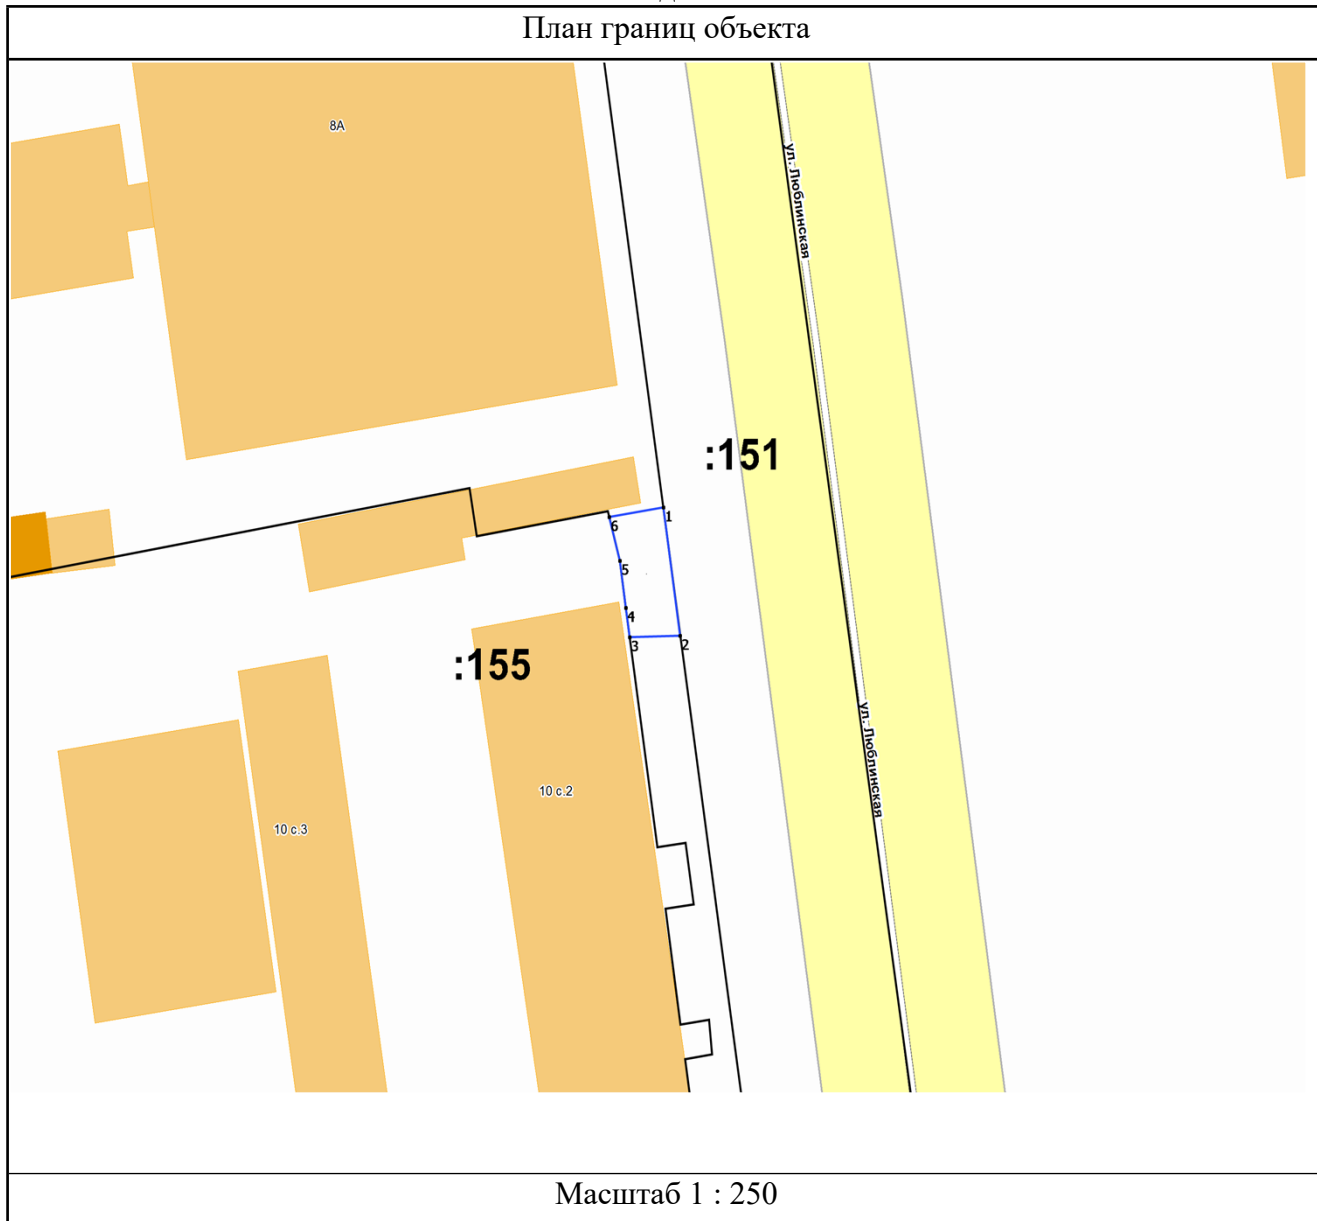 План границ объекта
8А
ул. Люблинская
:151
1
6
5
4
3
2
:155
ул. Люблинская
10 с.2
10 с.3
Масштаб 1 : 250